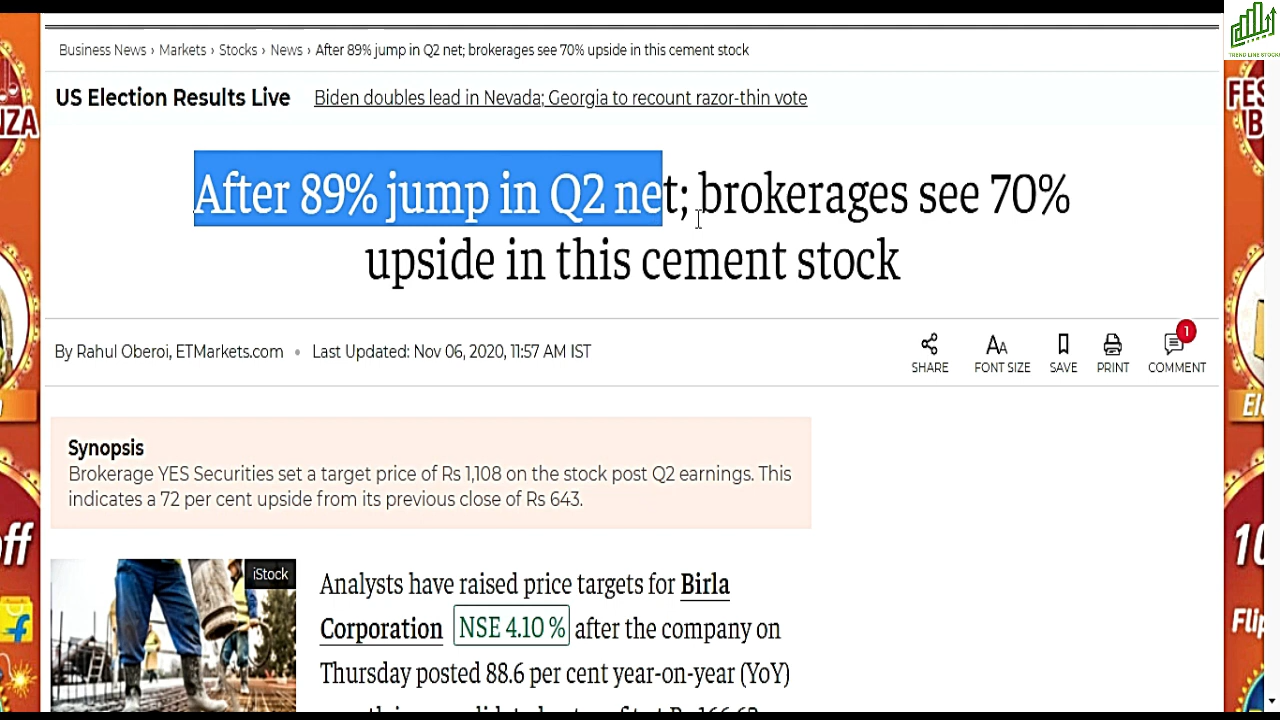 TREND LINE STOCKS
Business News › Markets › Stocks › News › After 89% jump in Q2 net; brokerages see 70% upside in this cement stock
US Election Results Live Biden doubles lead in Nevada; Georgia to recount razor-thin vote
After 89% jump in Q2 net; brokerages see 70%
upside in this cement stock
By Rahul Oberoi, ETMarkets.com • Last Updated: Nov 06, 2020, 11:57 AM IST
1
SHARE FONT SIZE SAVE PRINT COMMENT
Synopsis
Brokerage YES Securities set a target price of Rs 1,108 on the stock post Q2 earnings. This
indicates a 72 per cent upside from its previous close of Rs 643.
iStock
Analysts have raised price targets for Birla
Corporation NSE 4.10 % after the company on
Thursday posted 88.6 per cent year-on-year (YoY)